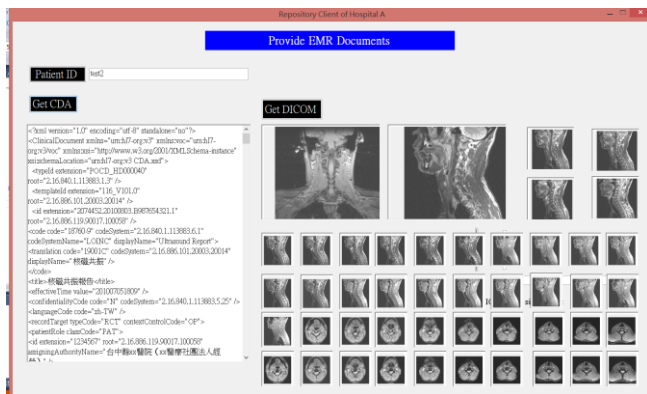 Repository Client of Hospital A
Provide EMR Documents
Patient ID
test2
Get CDA
Get DICOM
<?xml version="1.0" encoding="utf-8" standalone="no"?>
<ClinicalDocument xmlns="urn:hl7-org:v3" xmlns:voc="urn:hl7-
org:v3/voc" xmlns:xsi="http://www.w3.org/2001/XMLSchema-instance"
xsi:schemaLocation="urn:hl7-org:v3 CDA.xsd">
<typeId extension="POCD_HD000040"
root="2.16.840.1.113883.1.3" />
<templateId extension="116_V101.0"
root="2.16.886.101.20003.20014" />
<id extension="2074452.20100803.B987654321.1"
root="2.16.886.119.90017.100058" />
<code code="18760-9" codeSystem="2.16.840.1.113883.6.1"
codeSystemName="LOINC" displayName="Ultrasound Report">
<translation code="19001C" codeSystem="2.16.886.101.20003.20014"
displayName="核磁共振" />
</code>
<title>核磁共振報告</title>
<effectiveTime value="201007051809" />
<confidentialityCode code="N" codeSystem="2.16.840.1.113883.5.25" />
<languageCode code="zh-TW" />
<recordTarget typeCode="RCT" contextControlCode="OP">
<patientRole classCode="PAT">
<id extension="1234567" root="2.16.886.119.90017.100058"
assigningAuthorityName="台中縣xx醫院(xx醫療社團法人經